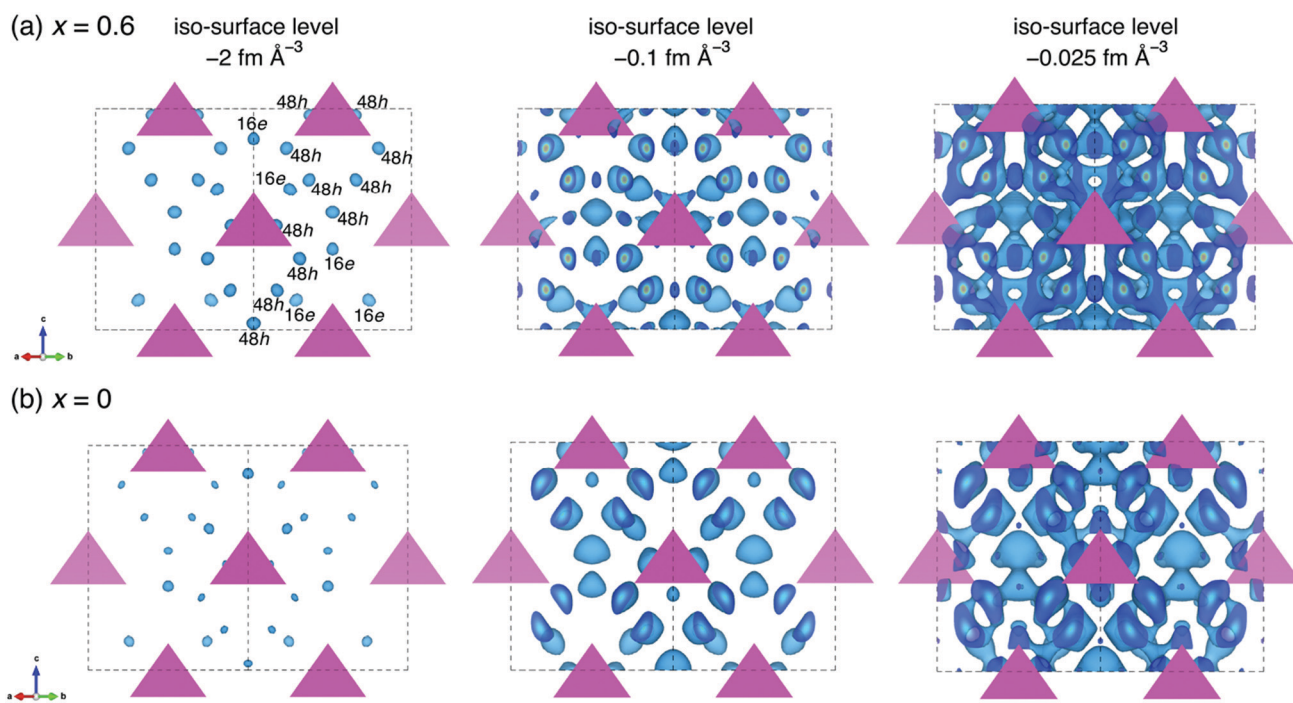 (a) x = 0.6
iso-surface level
−2 fm Å⁻³
iso-surface level
−0.1 fm Å⁻³
iso-surface level
−0.025 fm Å⁻³
48h 48h
16e
48h 48h
16e 48h 48h
48h
48h
48h 16e
48h 16e 16e
48h
c
a b
(b) x = 0
c
a b